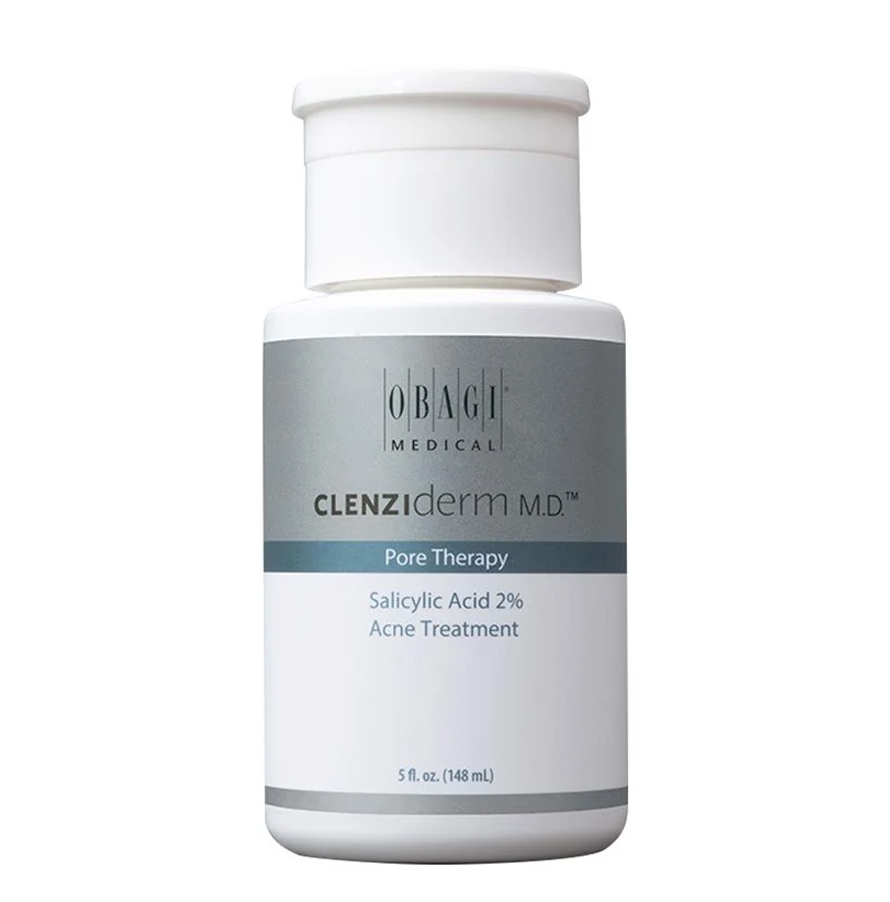 OBAGI®
MEDICAL
CLENZIderm M.D.™
Pore Therapy
Salicylic Acid 2%
Acne Treatment
5 fl. oz. (148 mL)